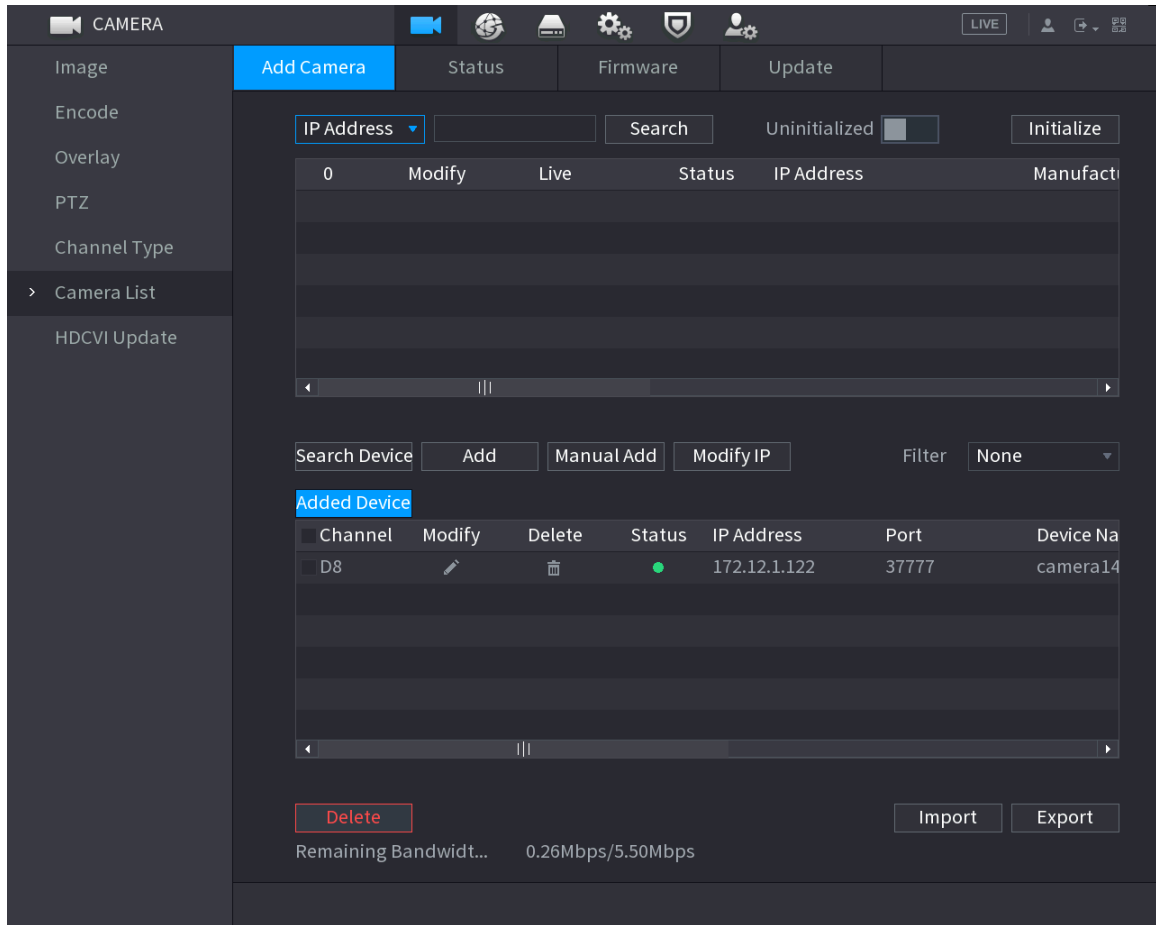 CAMERA LIVE
Image Add Camera Status Firmware Update
Encode
IP Address Search Uninitialized Initialize
Overlay
0 Modify Live Status IP Address Manufactu
PTZ
Channel Type
> Camera List
HDCVI Update
Search Device Add Manual Add Modify IP Filter None
Added Device
Channel Modify Delete Status IP Address Port Device Na
D8 172.12.1.122 37777 camera14
Delete Import Export
Remaining Bandwidt... 0.26Mbps/5.50Mbps